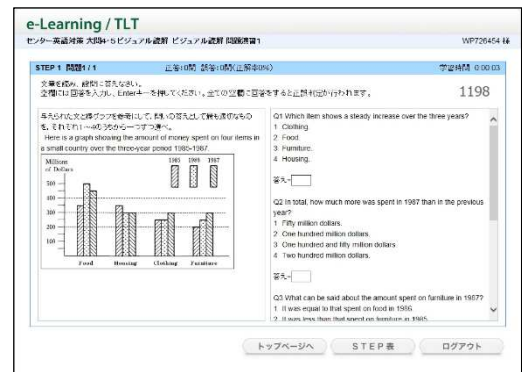 e-Learning / TLT
センター英語対策 大問4・5 ビジュアル読解 ビジュアル読解 問題演習1
WP726454 様
STEP 1 問題1 / 1
正答:0問 誤答:0問(正解率0%)
学習時間 0:00:03
文章を読み、設問に答えなさい。
空欄には回答を入力し、Enterキーを押してください。全ての空欄に回答をすると正誤判定が行われます。
1198
与えられた文と棒グラフを参考にして、問いの答えとして最も適切なもの
を、それぞれ1～4のうちから一つずつ選べ。
Here is a graph showing the amount of money spent on four items in
a small country over the three-year period 1985-1987.
Millions
of Dollars
1985 1986 1987
500
400
300
200
100
Food Housing Clothing Furniture
Q1 Which item shows a steady increase over the three years?
1 Clothing
2 Food.
3 Furniture.
4 Housing.
答え-
Q2 In total, how much more was spent in 1987 than in the previous
year?
1 Fifty million dollars.
2 One hundred million dollars.
3 One hundred and fifty million dollars
4 Two hundred million dollars.
答え-
Q3 What can be said about the amount spent on furniture in 1987?
1 It was equal to that spent on food in 1986
2 It was less than that spent on furniture in 1985
トップページへ
STEP表
ログアウト